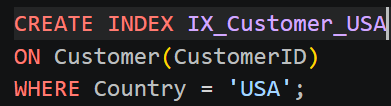 CREATE INDEX IX_Customer_USA
ON Customer(CustomerID)
WHERE Country = 'USA';